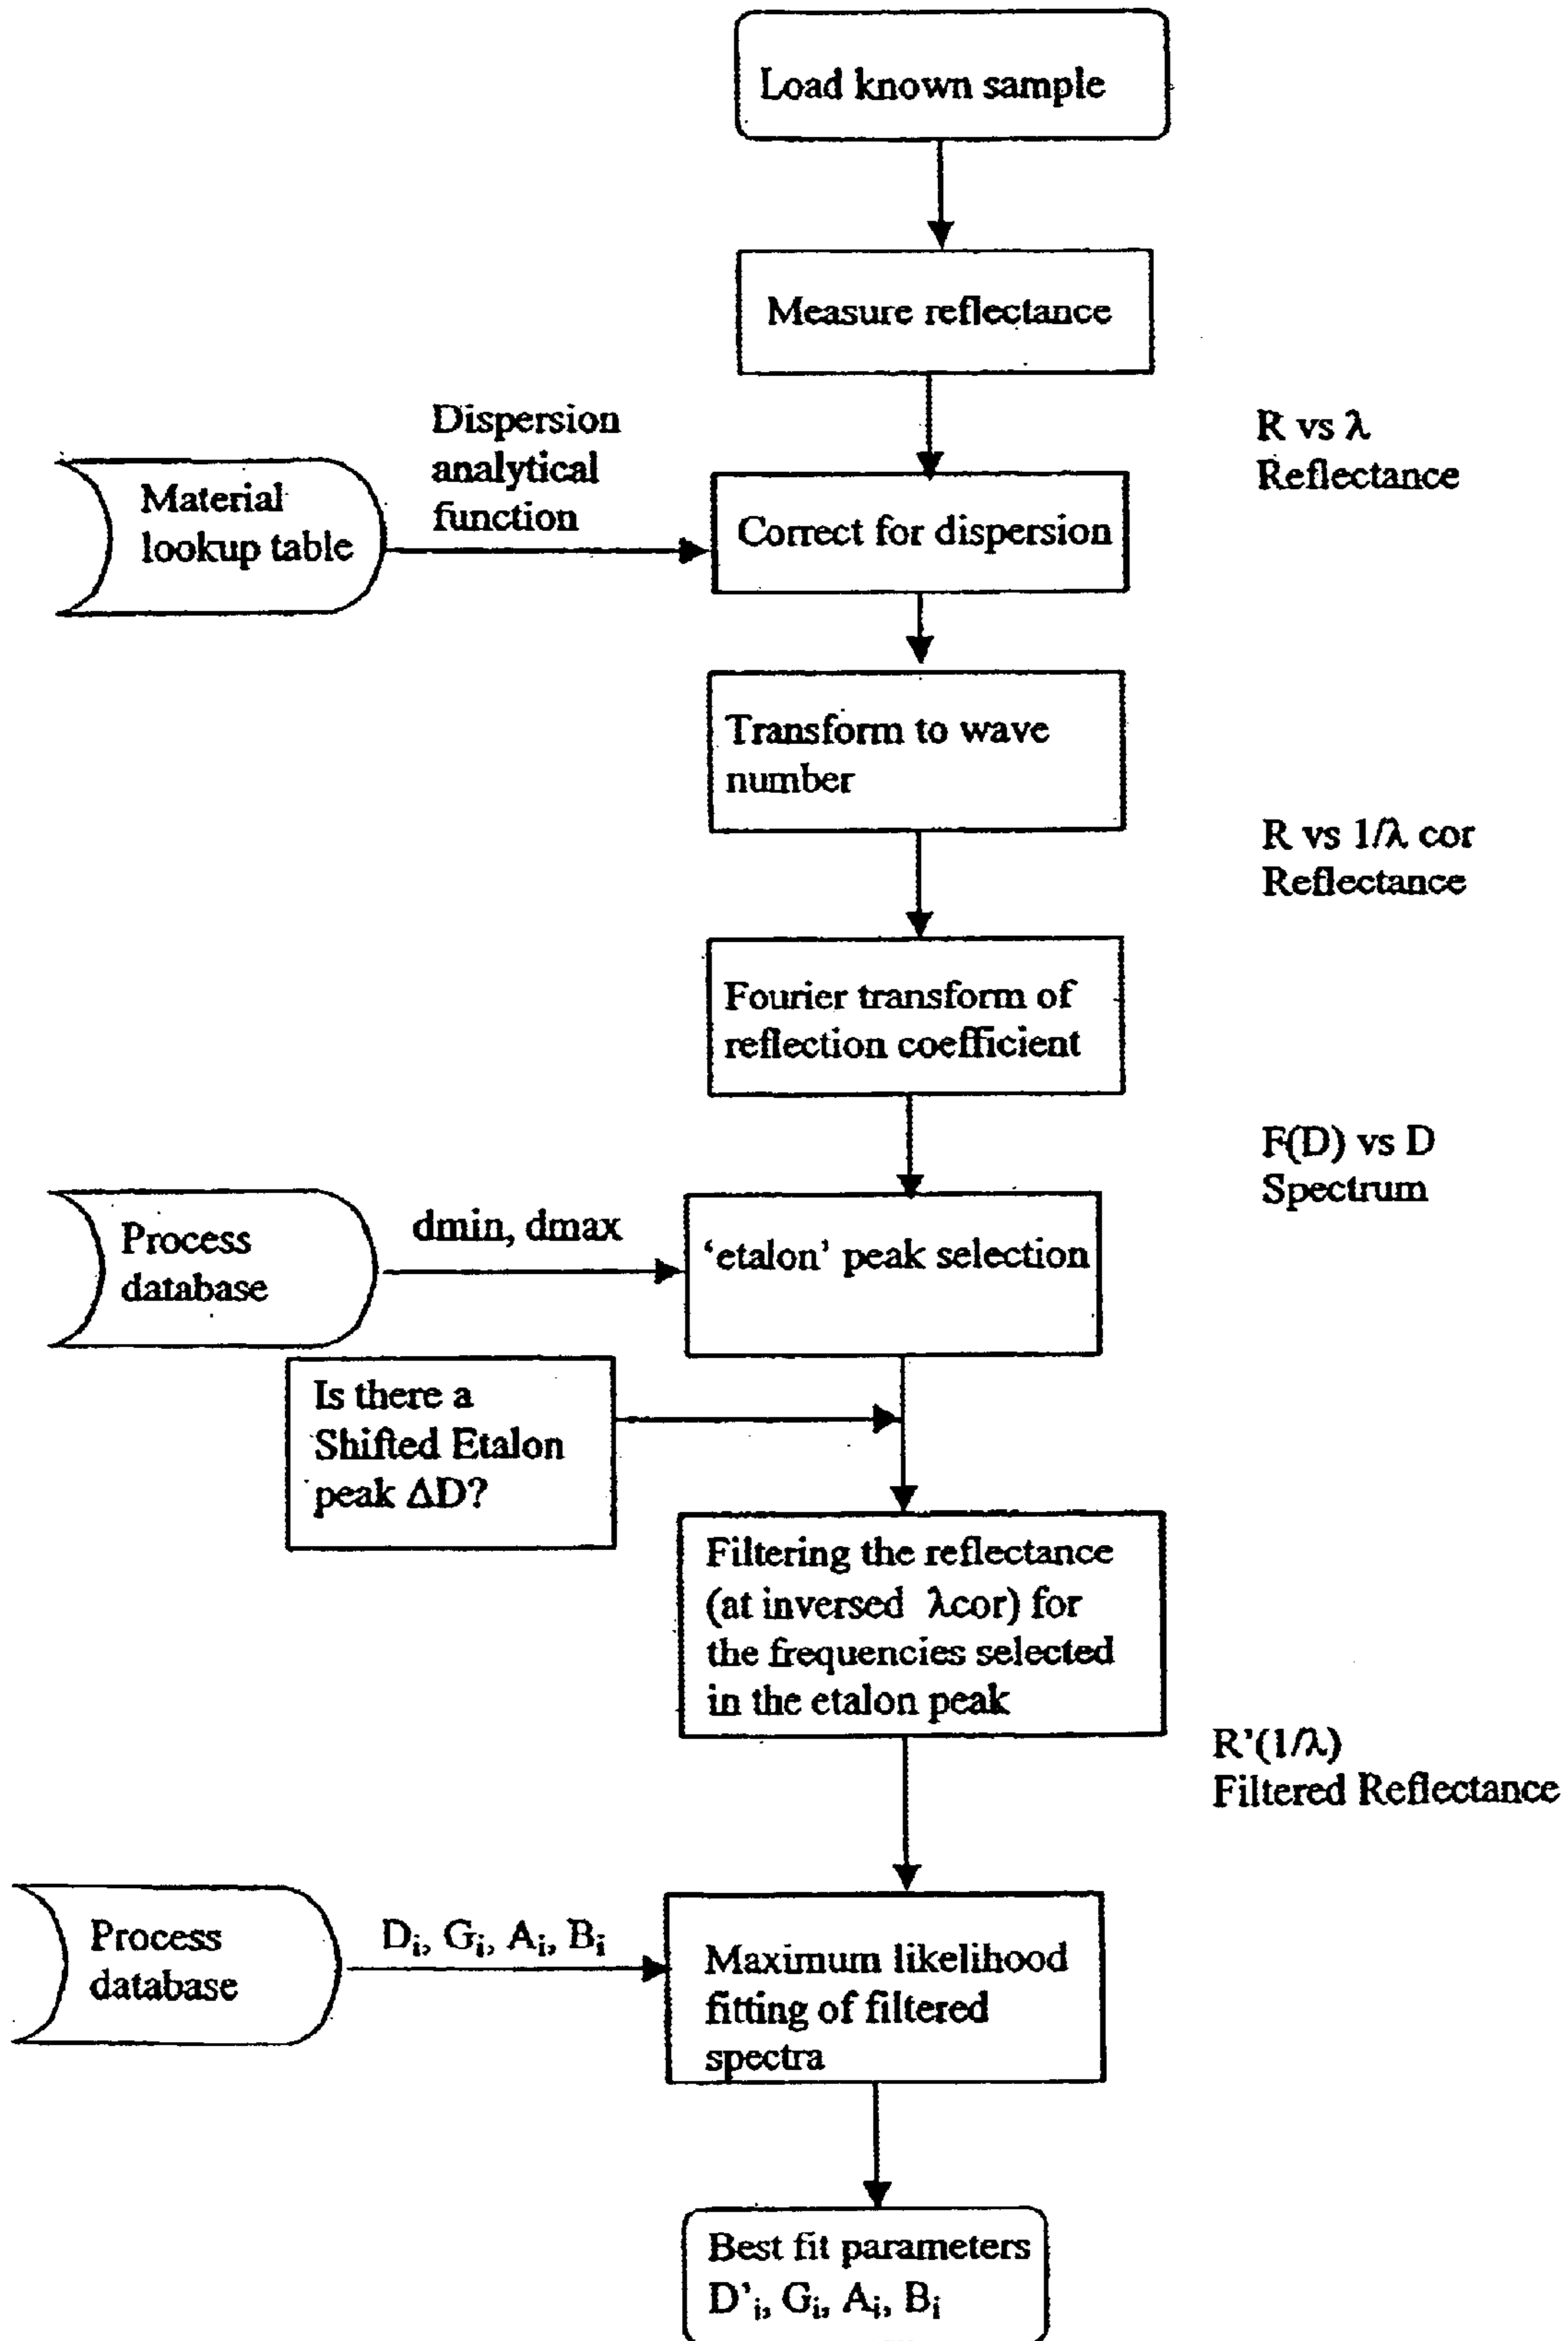 Load known sample
Measure reflectance
R vs λ
Reflectance
Dispersion
analytical
function
Material
lookup table
Correct for dispersion
Transform to wave
number
R vs 1/λ cor
Reflectance
Fourier transform of
reflection coefficient
F(D) vs D
Spectrum
Process
database
dmin, dmax
‘etalon’ peak selection
Is there a
Shifted Etalon
peak ΔD?
Filtering the reflectance
(at inversed λcor) for
the frequencies selected
in the etalon peak
R’(1/λ)
Filtered Reflectance
Process
database
Di, Gi, Ai, Bi
Maximum likelihood
fitting of filtered
spectra
Best fit parameters
D’i, Gi, Ai, Bi